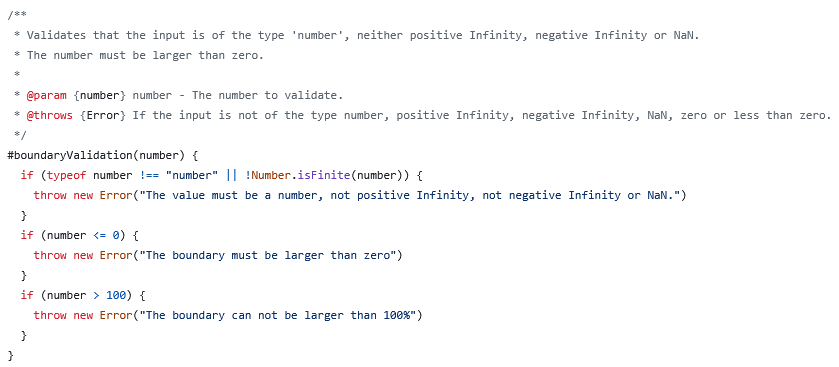 /**
 * Validates that the input is of the type 'number', neither positive Infinity, negative Infinity or NaN.
 * The number must be larger than zero.
 *
 * @param {number} number - The number to validate.
 * @throws {Error} If the input is not of the type number, positive Infinity, negative Infinity, NaN, zero or less than zero.
 */
#boundaryValidation(number) {
  if (typeof number !== "number" || !Number.isFinite(number)) {
    throw new Error("The value must be a number, not positive Infinity, not negative Infinity or NaN.")
  }
  if (number <= 0) {
    throw new Error("The boundary must be larger than zero")
  }
  if (number > 100) {
    throw new Error("The boundary can not be larger than 100%")
  }
}